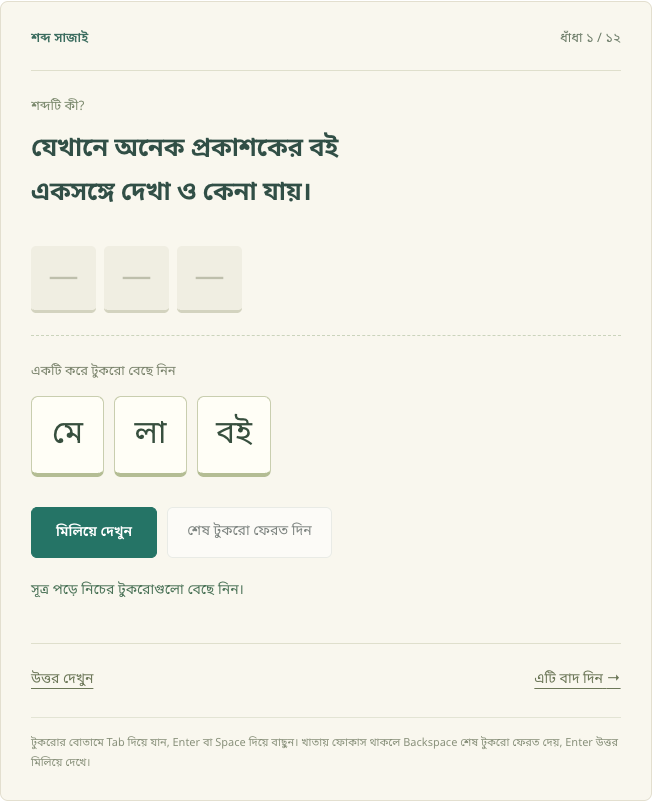 শব্দ সাজাই
ধাঁধা ১ / ১২
শব্দটি কী?
যেখানে অনেক প্রকাশকের বই
একসঙ্গে দেখা ও কেনা যায়।
একটি করে টুকরো বেছে নিন
মে লা বই
মিলিয়ে দেখুন শেষ টুকরো ফেরত দিন
সূত্র পড়ে নিচের টুকরোগুলো বেছে নিন।
উত্তর দেখুন
এটি বাদ দিন →
টুকরোর বোতামে Tab দিয়ে যান, Enter বা Space দিয়ে বাছুন। খাতায় ফোকাস থাকলে Backspace শেষ টুকরো ফেরত দেয়, Enter উত্তর
মিলিয়ে দেখে।